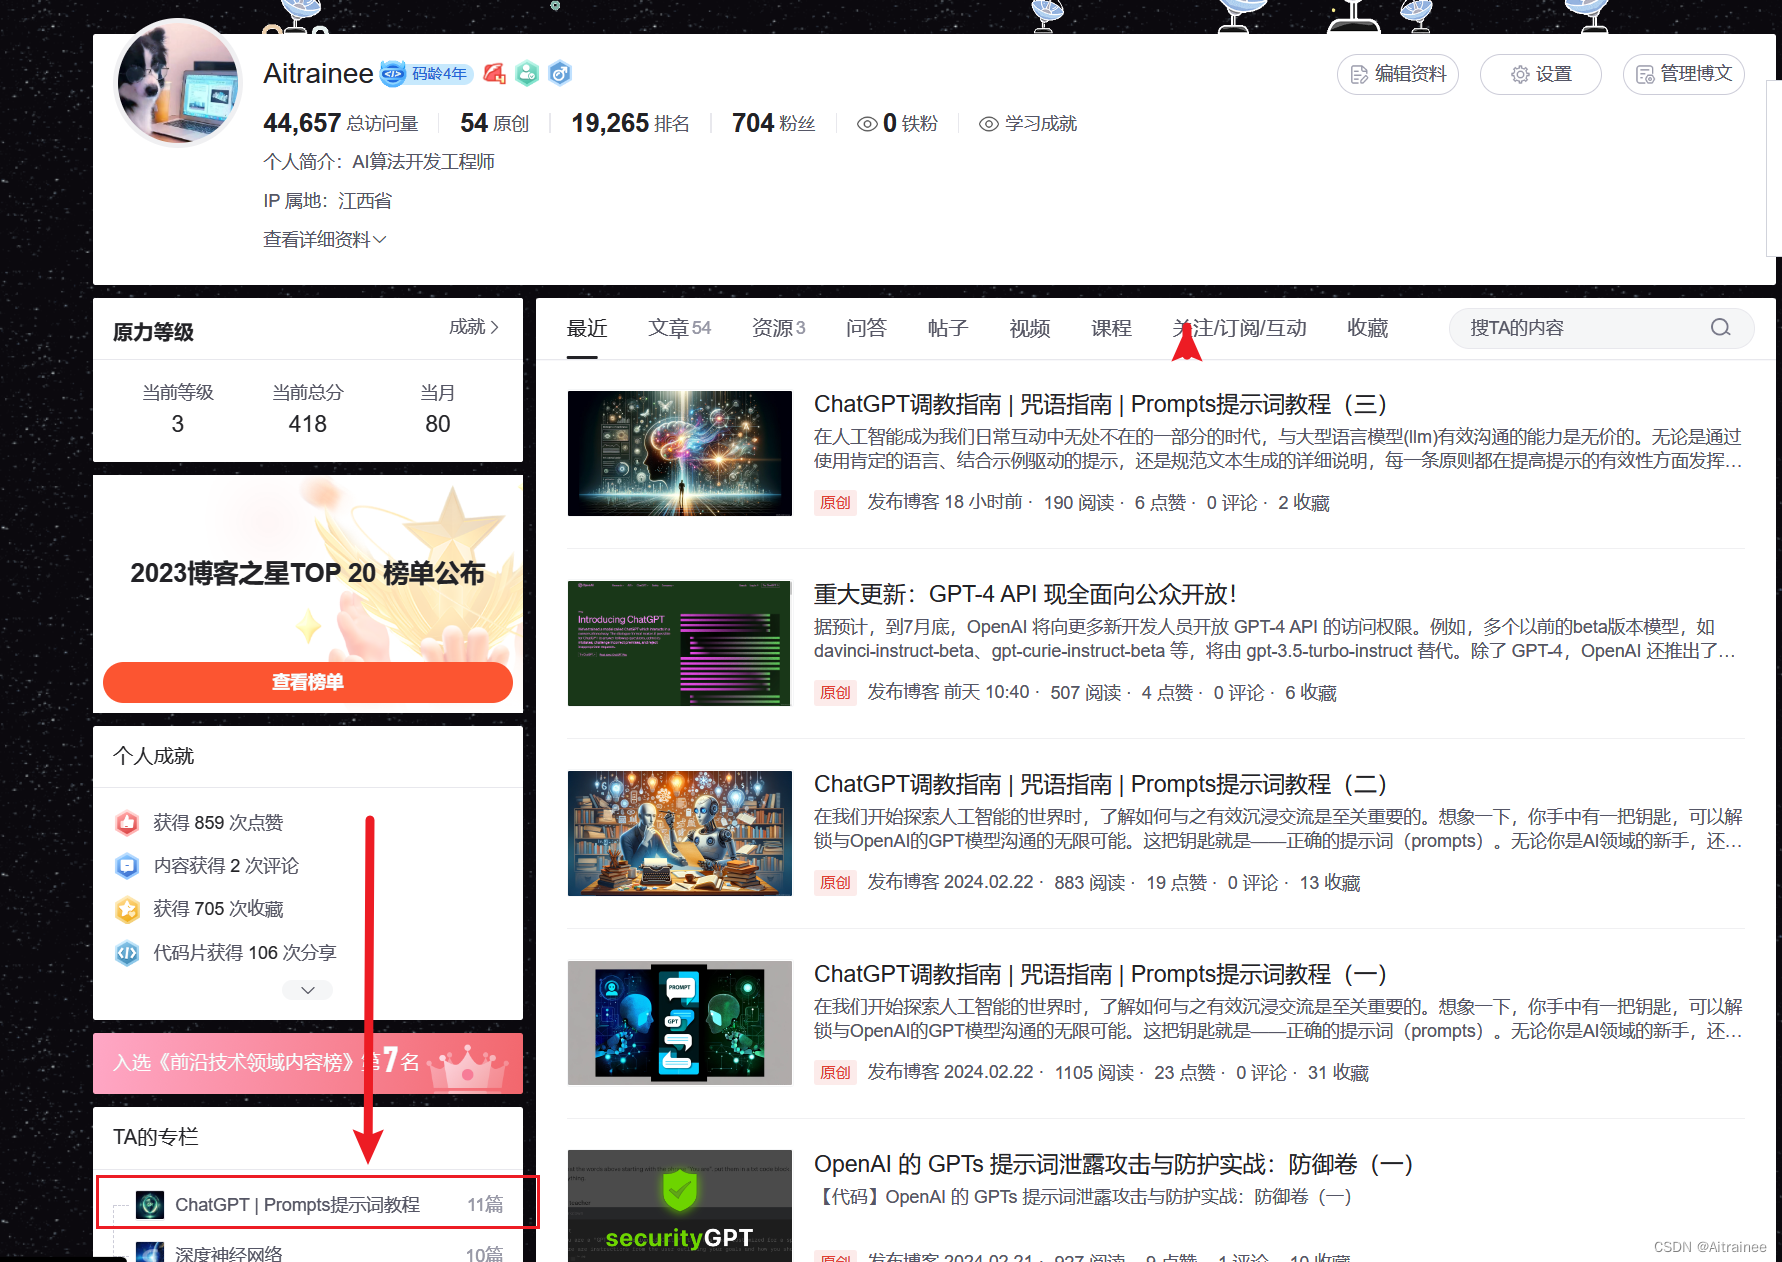 Aitrainee 码龄4年
编辑资料
设置
管理博文
44,657 总访问量 54 原创 19,265 排名 704 粉丝 0 铁粉 学习成就
个人简介：AI算法开发工程师
IP 属地：江西省
查看详细资料
原力等级
成就
当前等级 当前总分 当月
3 418 80
2023博客之星TOP 20 榜单公布
查看榜单
个人成就
获得 859 次点赞
内容获得 2 次评论
获得 705 次收藏
代码片获得 106 次分享
入选《前沿技术领域内容榜》第7名
TA的专栏
ChatGPT | Prompts提示词教程 11篇
深度神经网络 10篇
最近 文章 54 资源 3 问答 帖子 视频 课程 关注/订阅/互动 收藏
搜TA的内容
ChatGPT调教指南 | 咒语指南 | Prompts提示词教程（三）
在人工智能成为我们日常互动中无处不在的一部分的时代，与大型语言模型(llm)有效沟通的能力是无价的。无论是通过
使用肯定的语言、结合示例驱动的提示，还是规范文本生成的详细说明，每一条原则都在提高提示的有效性方面发挥…
原创 发布博客 18 小时前 · 190 阅读 · 6 点赞 · 0 评论 · 2 收藏
Introducing ChatGPT
重大更新：GPT-4 API 现全面向公众开放！
据预计，到7月底，OpenAI 将向更多新开发人员开放 GPT-4 API 的访问权限。例如，多个以前的beta版本模型，如
davinci-instruct-beta、gpt-curie-instruct-beta 等，将由 gpt-3.5-turbo-instruct 替代。除了 GPT-4，OpenAI 还推出了…
原创 发布博客 前天 10:40 · 507 阅读 · 4 点赞 · 0 评论 · 6 收藏
ChatGPT调教指南 | 咒语指南 | Prompts提示词教程（二）
在我们开始探索人工智能的世界时，了解如何与之有效沉浸交流是至关重要的。想象一下，你手中有一把钥匙，可以解
锁与OpenAI的GPT模型沟通的无限可能。这把钥匙就是——正确的提示词（prompts）。无论你是AI领域的新手，还…
原创 发布博客 2024.02.22 · 883 阅读 · 19 点赞 · 0 评论 · 13 收藏
PROMPT
GPT
ChatGPT调教指南 | 咒语指南 | Prompts提示词教程（一）
在我们开始探索人工智能的世界时，了解如何与之有效沉浸交流是至关重要的。想象一下，你手中有一把钥匙，可以解
锁与OpenAI的GPT模型沟通的无限可能。这把钥匙就是——正确的提示词（prompts）。无论你是AI领域的新手，还…
原创 发布博客 2024.02.22 · 1105 阅读 · 23 点赞 · 0 评论 · 31 收藏
securityGPT
OpenAI 的 GPTs 提示词泄露攻击与防护实战：防御卷（一）
【代码】OpenAI 的 GPTs 提示词泄露攻击与防护实战：防御卷（一）
原创 发布博客 2024.02.21 · 927 阅读 · 9 点赞 · 1 评论 · 10 收藏
CSDN @Aitrainee